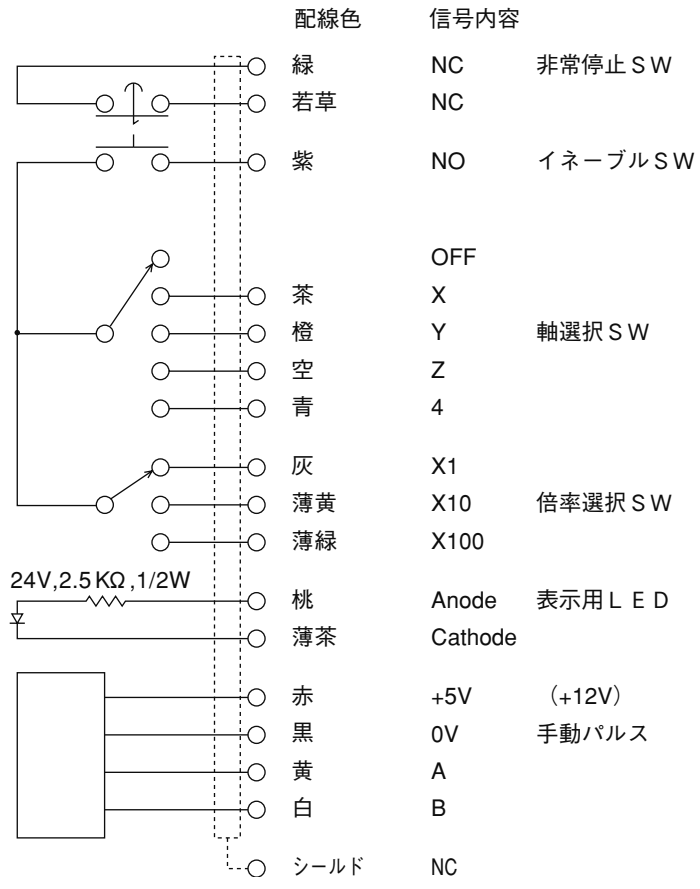 配線色 信号内容
緑 NC 非常停止ＳＷ
若草 NC
紫 NO イネーブルＳＷ
OFF
茶 X
橙 Y 軸選択ＳＷ
空 Z
青 4
灰 X1
薄黄 X10 倍率選択ＳＷ
薄緑 X100
24V,2.5KΩ,1/2W
桃 Anode 表示用ＬＥＤ
薄茶 Cathode
赤 +5V （+12V）
黒 0V 手動パルス
黄 A
白 B
シールド NC